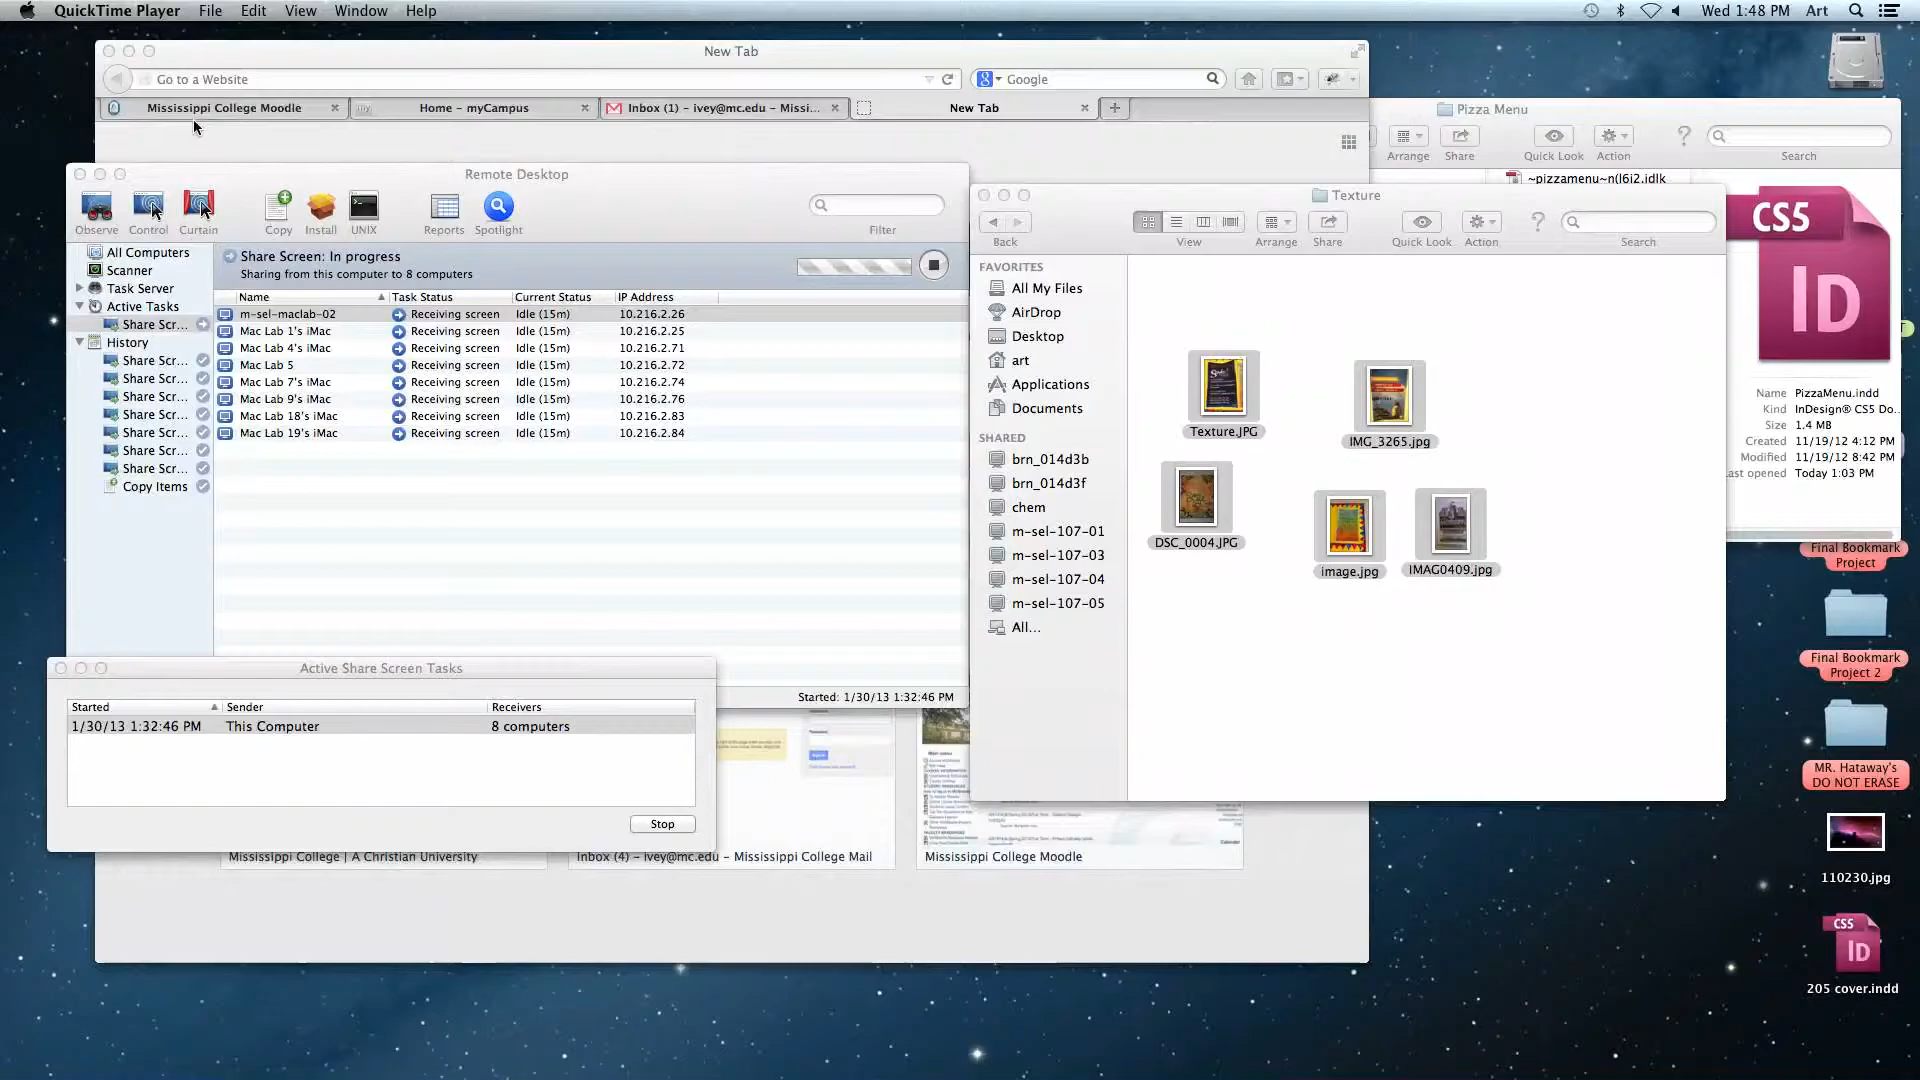 QuickTime Player File Edit View Window Help
Wed 1:48 PM Art
New Tab
Go to a Website
Google
Mississippi College Moodle
Home – myCampus
Inbox (1) – ivey@mc.edu – Missi...
New Tab
Pizza Menu
Arrange Share Quick Look Action Search
~pizzamenu~n(l6i2.idlk
Remote Desktop
Observe Control Curtain Copy Install UNIX Reports Spotlight Filter
All Computers
Scanner
Task Server
Active Tasks
Share Scr...
History
Share Scr...
Share Scr...
Share Scr...
Share Scr...
Share Scr...
Share Scr...
Share Scr...
Copy Items
Share Screen: In progress
Sharing from this computer to 8 computers
Name Task Status Current Status IP Address
m-sel-maclab-02 Receiving screen Idle (15m) 10.216.2.26
Mac Lab 1's iMac Receiving screen Idle (15m) 10.216.2.25
Mac Lab 4's iMac Receiving screen Idle (15m) 10.216.2.71
Mac Lab 5 Receiving screen Idle (15m) 10.216.2.72
Mac Lab 7's iMac Receiving screen Idle (15m) 10.216.2.74
Mac Lab 9's iMac Receiving screen Idle (15m) 10.216.2.76
Mac Lab 18's iMac Receiving screen Idle (15m) 10.216.2.83
Mac Lab 19's iMac Receiving screen Idle (15m) 10.216.2.84
Started: 1/30/13 1:32:46 PM
Texture
Back View Arrange Share Quick Look Action Search
FAVORITES
All My Files
AirDrop
Desktop
art
Applications
Documents
SHARED
brn_014d3b
brn_014d3f
chem
m-sel-107-01
m-sel-107-03
m-sel-107-04
m-sel-107-05
All...
Texture.JPG
IMG_3265.jpg
DSC_0004.JPG
image.jpg
IMAG0409.jpg
CS5
Id
Name PizzaMenu.indd
Kind InDesign® CS5 Do...
Size 1.4 MB
Created 11/19/12 4:12 PM
Modified 11/19/12 8:42 PM
ast opened Today 1:03 PM
Active Share Screen Tasks
Started Sender Receivers
1/30/13 1:32:46 PM This Computer 8 computers
Stop
Mississippi College | A Christian University
Inbox (4) – ivey@mc.edu – Mississippi College Mail
Mississippi College Moodle
Final Bookmark
Project
Final Bookmark
Project 2
MR. Hataway's
DO NOT ERASE
110230.jpg
CS5
Id
205 cover.indd